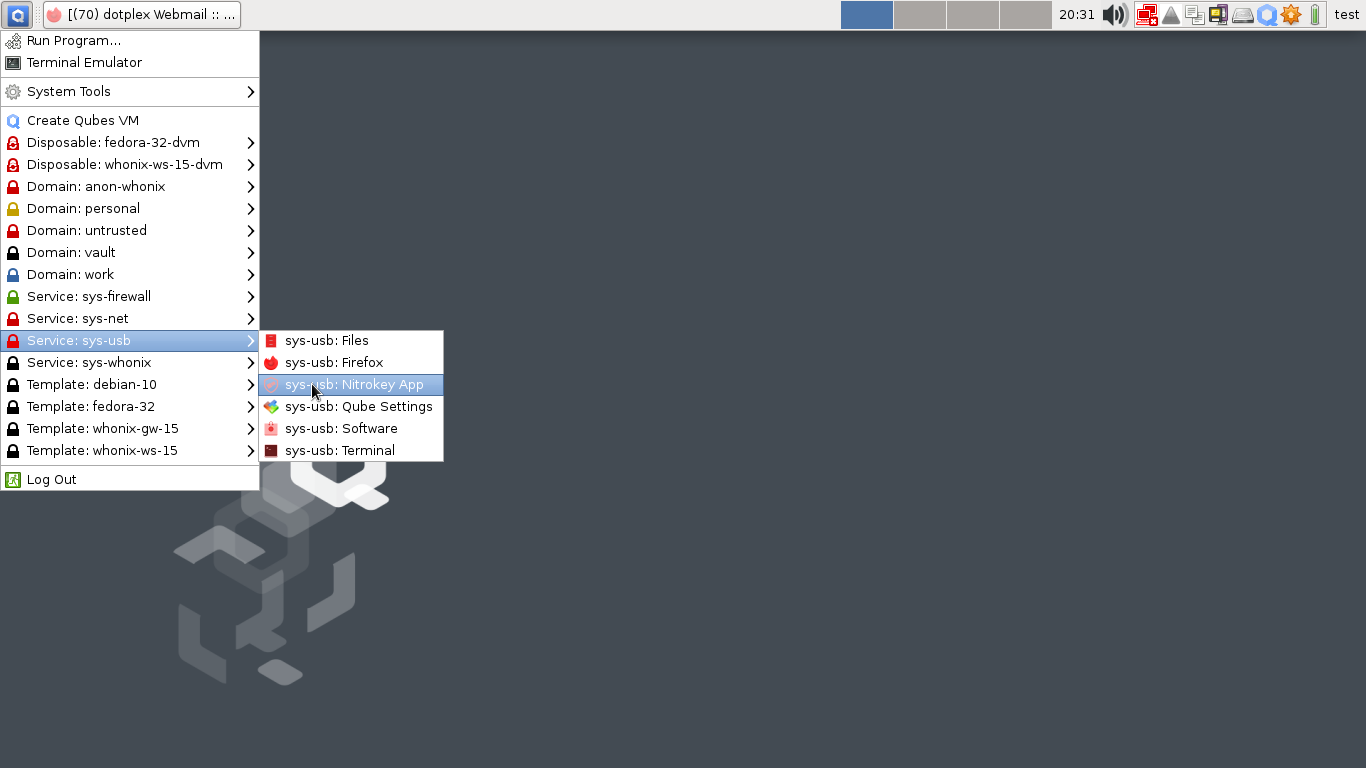 [(70) dotplex Webmail :: ...
20:31
test
Run Program...
Terminal Emulator
System Tools
Create Qubes VM
Disposable: fedora-32-dvm
Disposable: whonix-ws-15-dvm
Domain: anon-whonix
Domain: personal
Domain: untrusted
Domain: vault
Domain: work
Service: sys-firewall
Service: sys-net
Service: sys-usb
Service: sys-whonix
Template: debian-10
Template: fedora-32
Template: whonix-gw-15
Template: whonix-ws-15
Log Out
sys-usb: Files
sys-usb: Firefox
sys-usb: Nitrokey App
sys-usb: Qube Settings
sys-usb: Software
sys-usb: Terminal